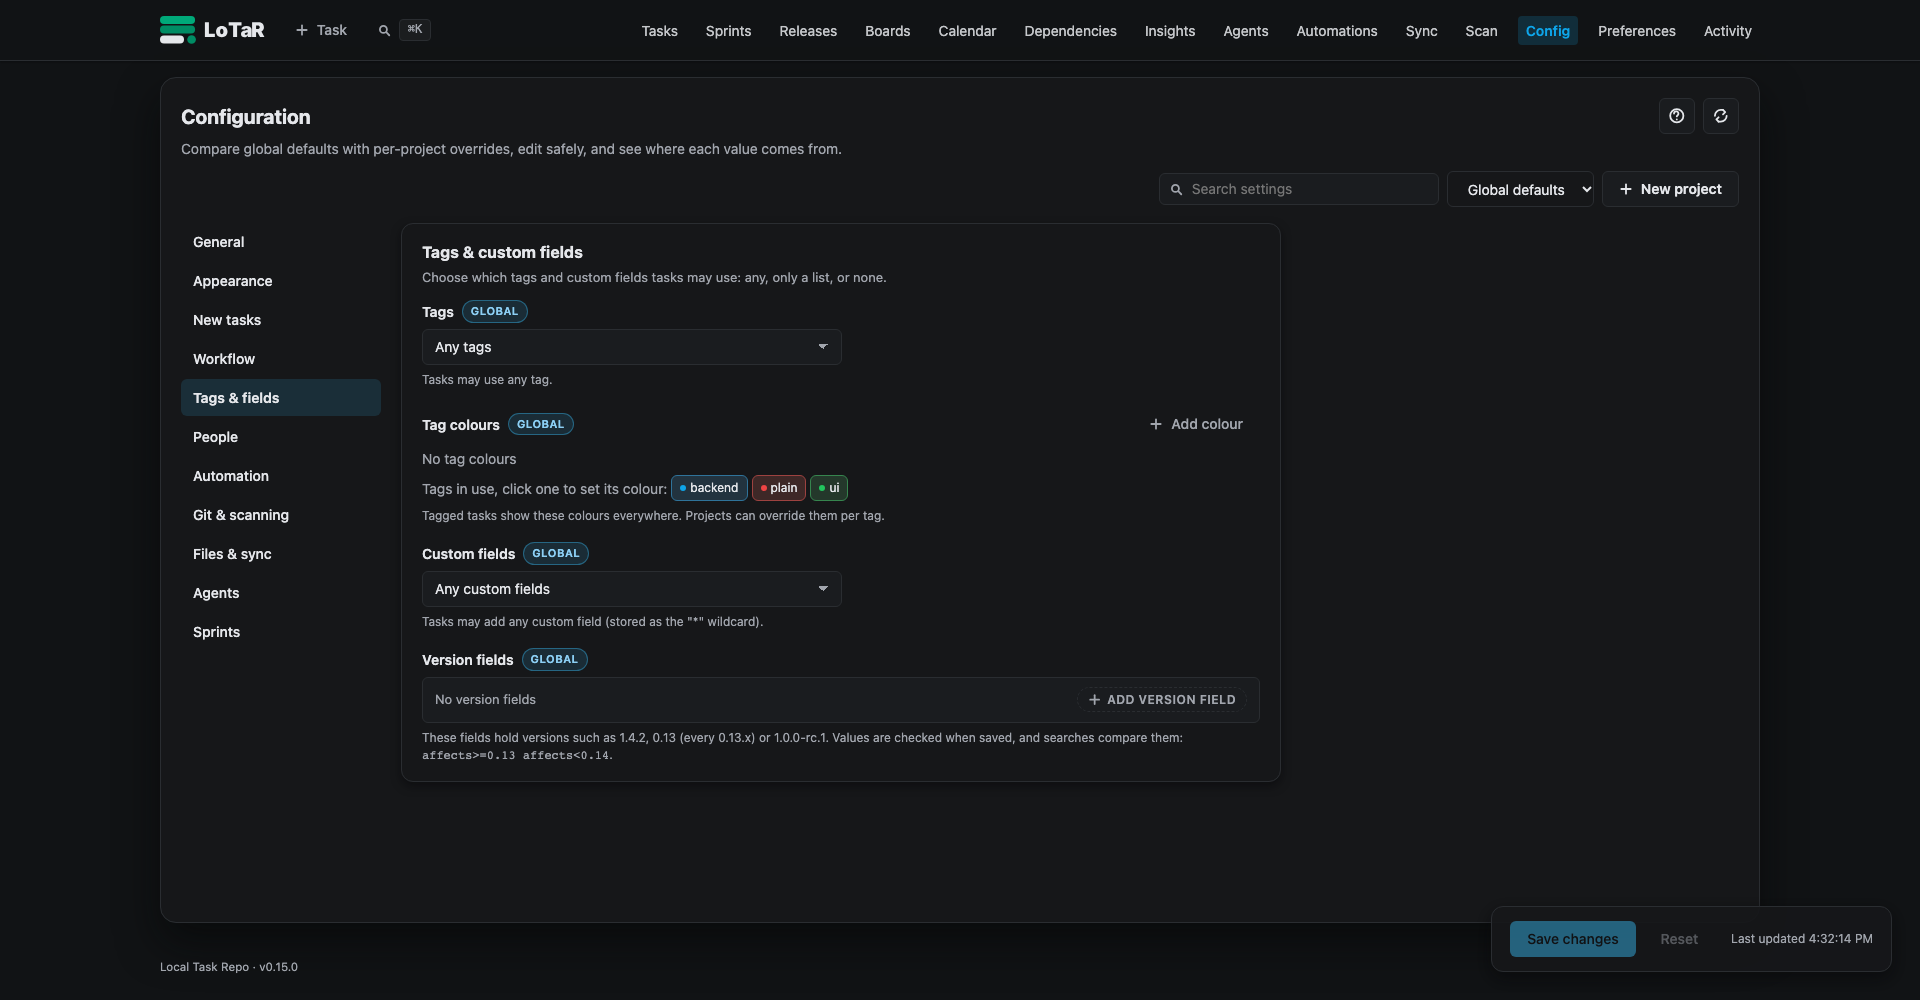 LoTaR
+ Task
⌘K
Tasks
Sprints
Releases
Boards
Calendar
Dependencies
Insights
Agents
Automations
Sync
Scan
Config
Preferences
Activity
Configuration
Compare global defaults with per-project overrides, edit safely, and see where each value comes from.
Search settings
Global defaults
+ New project
General
Appearance
New tasks
Workflow
Tags & fields
People
Automation
Git & scanning
Files & sync
Agents
Sprints
Tags & custom fields
Choose which tags and custom fields tasks may use: any, only a list, or none.
Tags GLOBAL
Any tags
Tasks may use any tag.
Tag colours GLOBAL
+ Add colour
No tag colours
Tags in use, click one to set its colour: backend plain ui
Tagged tasks show these colours everywhere. Projects can override them per tag.
Custom fields GLOBAL
Any custom fields
Tasks may add any custom field (stored as the "*" wildcard).
Version fields GLOBAL
No version fields
+ ADD VERSION FIELD
These fields hold versions such as 1.4.2, 0.13 (every 0.13.x) or 1.0.0-rc.1. Values are checked when saved, and searches compare them:
affects>=0.13 affects<0.14.
Save changes
Reset
Last updated 4:32:14 PM
Local Task Repo · v0.15.0